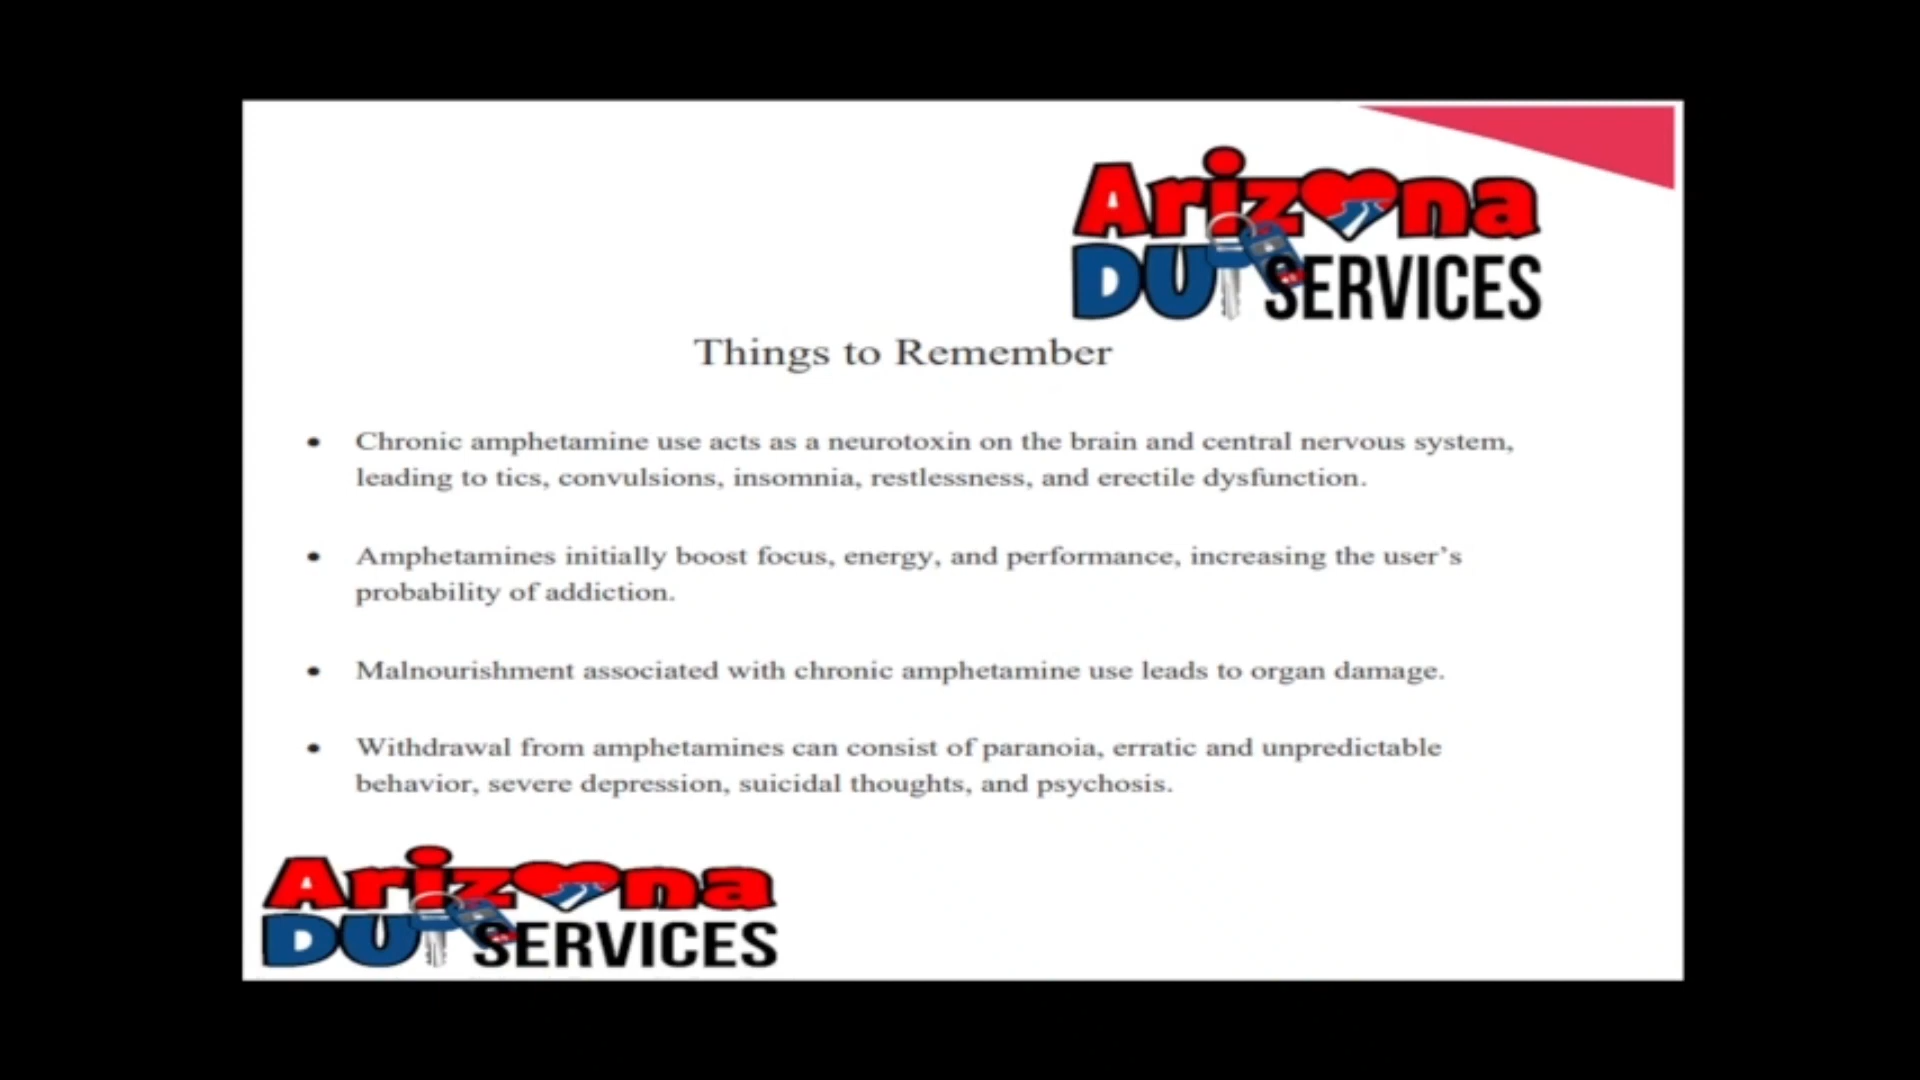 Arizona
DUI SERVICES
Things to Remember
• Chronic amphetamine use acts as a neurotoxin on the brain and central nervous system,
leading to tics, convulsions, insomnia, restlessness, and erectile dysfunction.
• Amphetamines initially boost focus, energy, and performance, increasing the user’s
probability of addiction.
• Malnourishment associated with chronic amphetamine use leads to organ damage.
• Withdrawal from amphetamines can consist of paranoia, erratic and unpredictable
behavior, severe depression, suicidal thoughts, and psychosis.
Arizona
DUI SERVICES